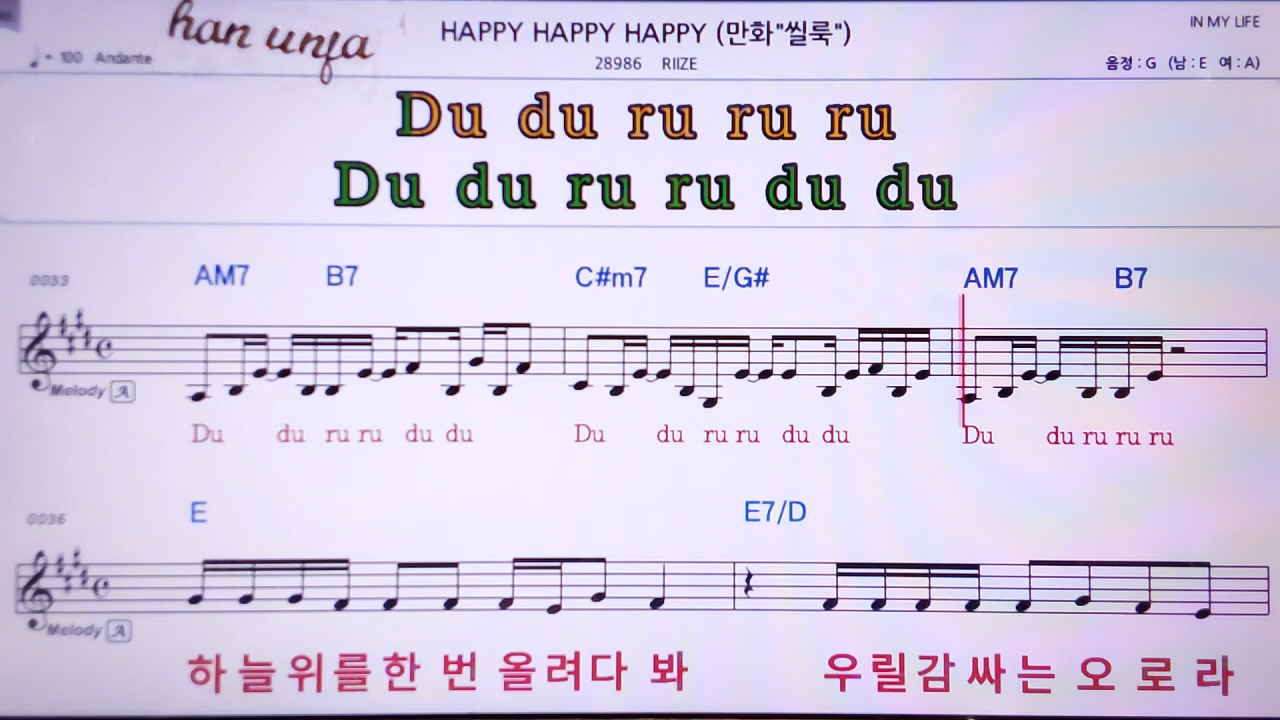 han unja
HAPPY HAPPY HAPPY (만화"씰룩")
IN MY LIFE
♩= 100 Andante
28986 RIIZE
음정 : G (남 : E 여 : A)
Du du ru ru ru
Du du ru ru du du
0033 AM7 B7 C#m7 E/G# AM7 B7
Melody A
Du du ru ru du du Du du ru ru du du Du du ru ru ru
0036 E E7/D
Melody A
하늘위를한 번 올려다 봐 우릴감싸는 오 로 라